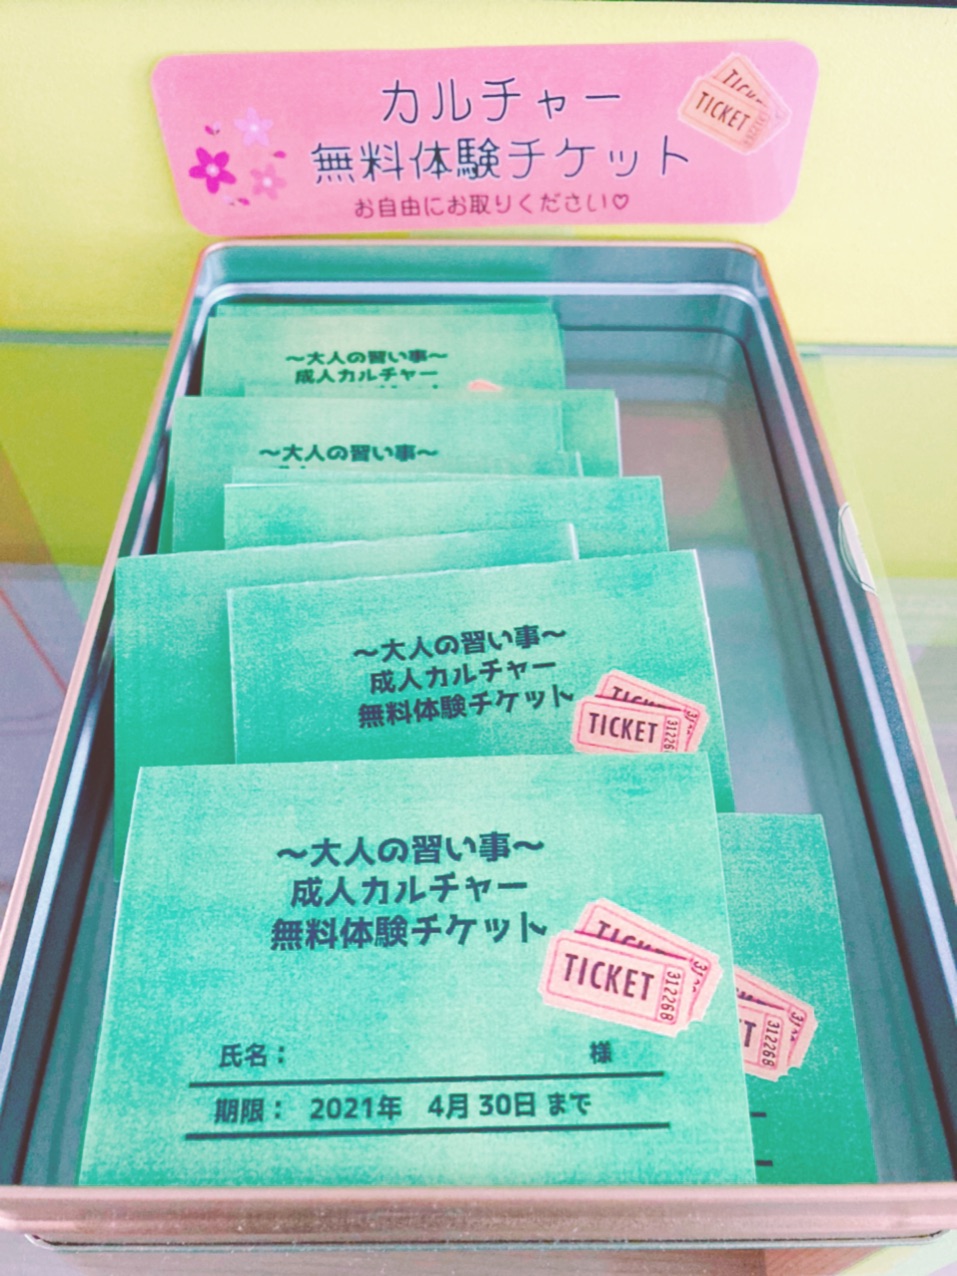 カルチャー
無料体験チケット
お自由にお取りください♡
TICKET
～大人の習い事～
成人カルチャー
～大人の習い事～
～大人の習い事～
成人カルチャー
無料体験チケット
TICKET
～大人の習い事～
成人カルチャー
無料体験チケット
TICKET
312268
312268
氏名： 様
期限： 2021年 4月 30日 まで